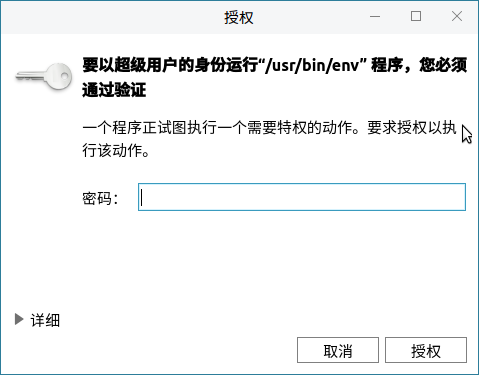 授权
要以超级用户的身份运行“/usr/bin/env” 程序，您必须
通过验证
一个程序正试图执行一个需要特权的动作。要求授权以执
行该动作。
密码：
详细
取消
授权